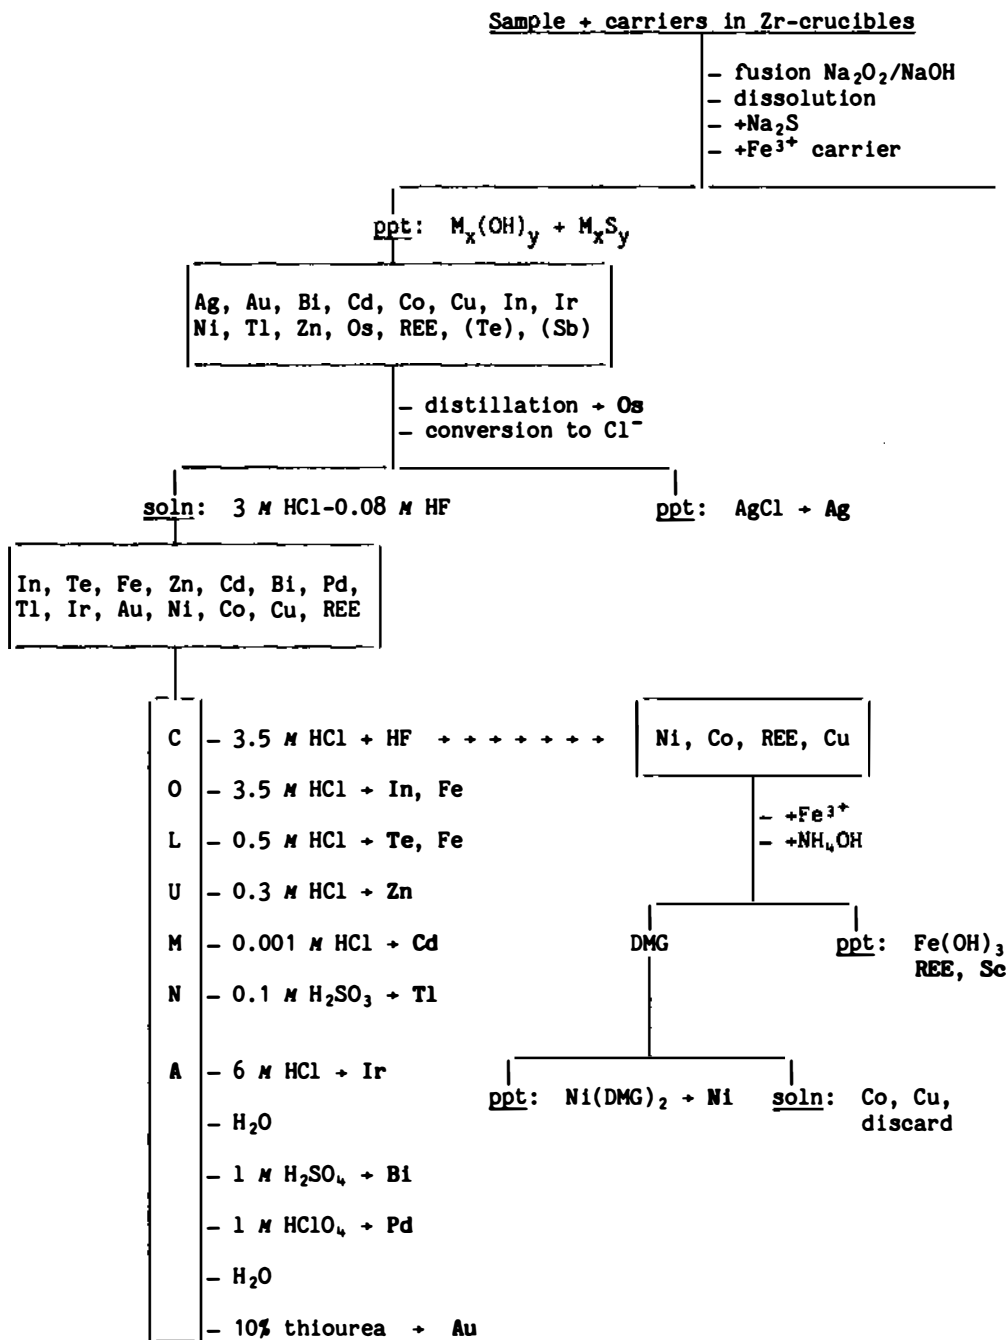 Sample + carriers in Zr-crucibles
- fusion Na₂O₂/NaOH
- dissolution
- +Na₂S
- +Fe³⁺ carrier
ppt: Mₓ(OH)y + MₓSy
Ag, Au, Bi, Cd, Co, Cu, In, Ir
Ni, Tl, Zn, Os, REE, (Te), (Sb)
- distillation → Os
- conversion to Cl⁻
soln: 3 M HCl-0.08 M HF
ppt: AgCl → Ag
In, Te, Fe, Zn, Cd, Bi, Pd,
Tl, Ir, Au, Ni, Co, Cu, REE
C - 3.5 M HCl + HF → → → → → → →
Ni, Co, REE, Cu
O - 3.5 M HCl → In, Fe
- +Fe³⁺
- +NH₄OH
L - 0.5 M HCl → Te, Fe
U - 0.3 M HCl → Zn
M - 0.001 M HCl → Cd
DMG
ppt: Fe(OH)₃
REE, Sc
N - 0.1 M H₂SO₃ → Tl
A - 6 M HCl → Ir
ppt: Ni(DMG)₂ → Ni
soln: Co, Cu,
discard
- H₂O
- 1 M H₂SO₄ → Bi
- 1 M HClO₄ → Pd
- H₂O
- 10% thiourea → Au